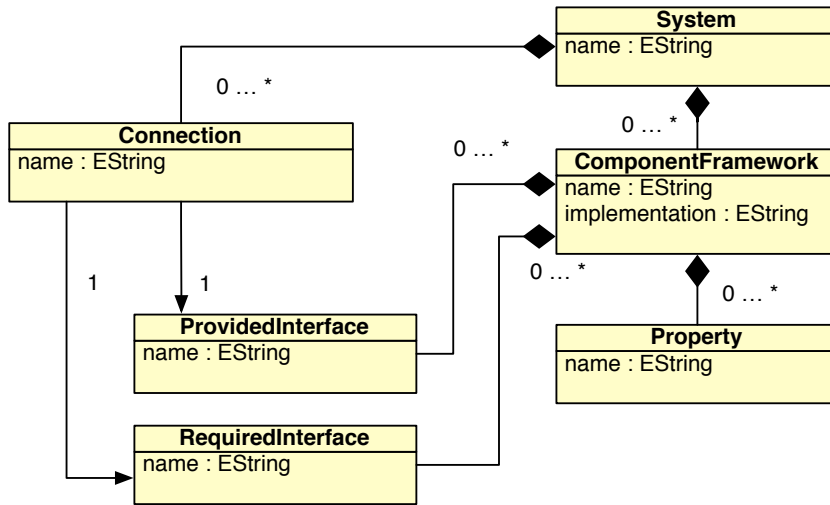 System
name : EString
0 ... *
0 ... *
Connection
name : EString
0 ... *
ComponentFramework
name : EString
implementation : EString
0 ... *
1
1
0 ... *
ProvidedInterface
name : EString
Property
name : EString
RequiredInterface
name : EString